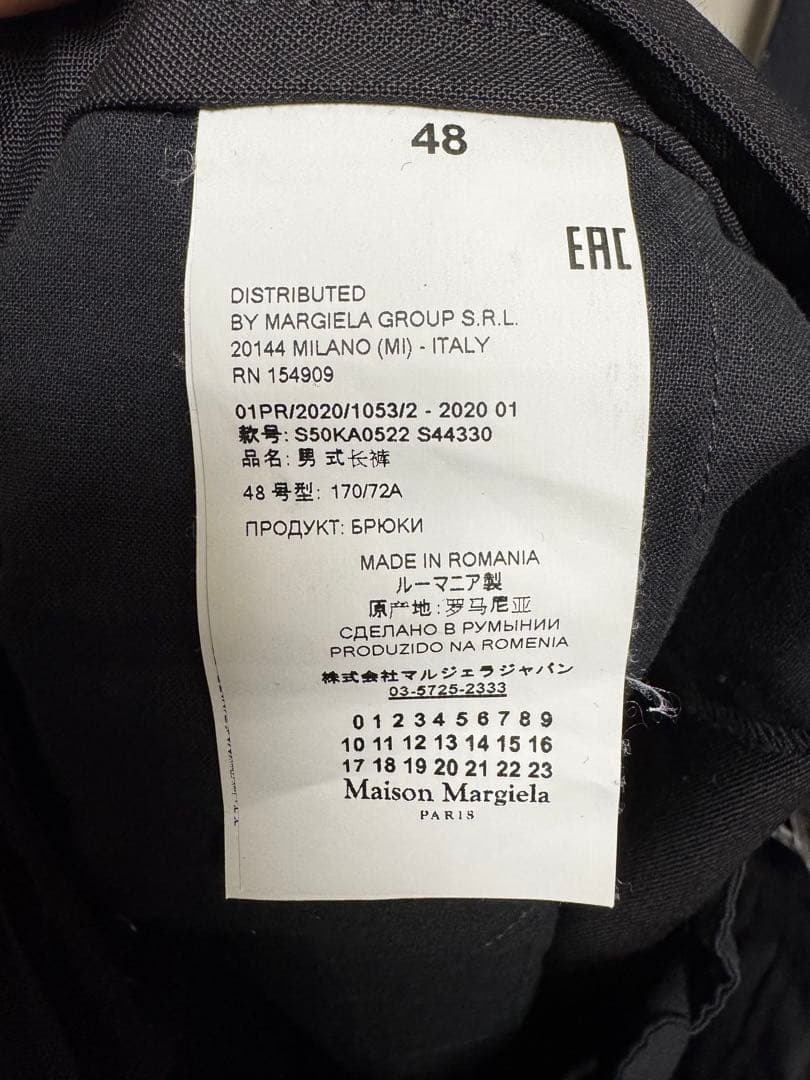 48
EAC
DISTRIBUTED
BY MARGIELA GROUP S.R.L.
20144 MILANO (MI) - ITALY
RN 154909
01PR/2020/1053/2 - 2020 01
款号: S50KA0522 S44330
品名: 男 式 长裤
48 号型: 170/72A
ПРОДУКТ: БРЮКИ
MADE IN ROMANIA
ルーマニア製
原产地: 罗马尼亚
СДЕЛАНО В РУМЫНИИ
PRODUZIDO NA ROMENIA
株式会社マルジェラジャパン
03-5725-2333
0 1 2 3 4 5 6 7 8 9
10 11 12 13 14 15 16
17 18 19 20 21 22 23
Maison Margiela
PARIS